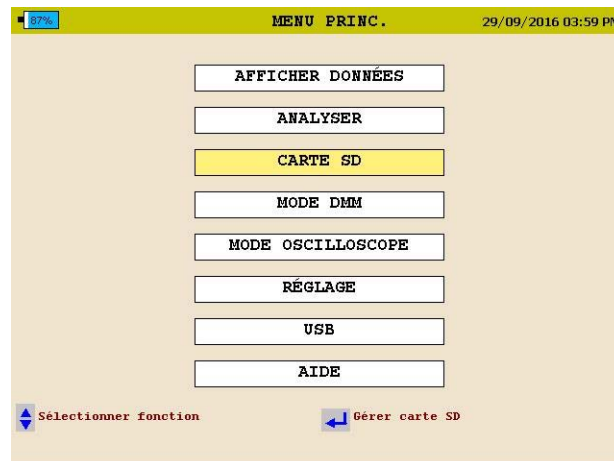 87% MENU PRINC. 29/09/2016 03:59 PM
AFFICHER DONNÉES
ANALYSER
CARTE SD
MODE DMM
MODE OSCILLOSCOPE
RÉGLAGE
USB
AIDE
Sélectionner fonction Gérer carte SD